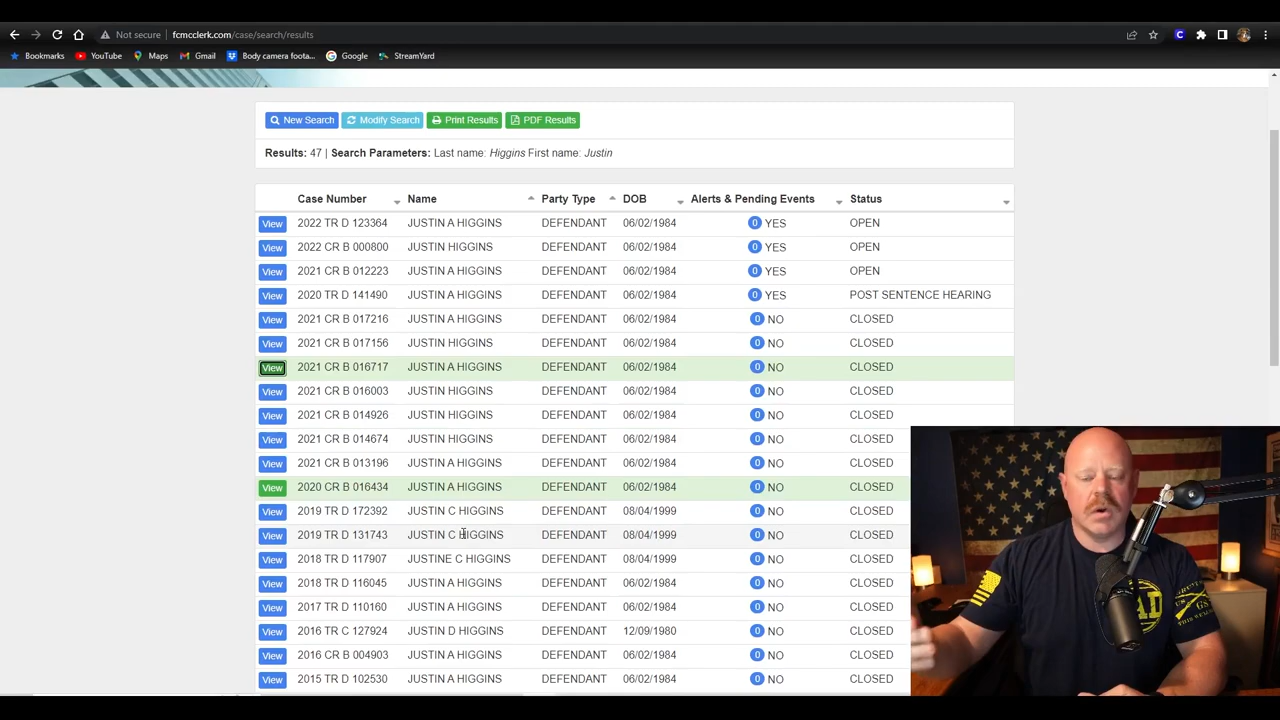 Not secure | fcmcclerk.com/case/search/results
Bookmarks YouTube Maps Gmail Body camera foota... Google StreamYard
New Search Modify Search Print Results PDF Results
Results: 47 | Search Parameters: Last name: Higgins First name: Justin
Case Number Name Party Type DOB Alerts & Pending Events Status
View 2022 TR D 123364 JUSTIN A HIGGINS DEFENDANT 06/02/1984 0 YES OPEN
View 2022 CR B 000800 JUSTIN HIGGINS DEFENDANT 06/02/1984 0 YES OPEN
View 2021 CR B 012223 JUSTIN A HIGGINS DEFENDANT 06/02/1984 0 YES OPEN
View 2020 TR D 141490 JUSTIN A HIGGINS DEFENDANT 06/02/1984 0 YES POST SENTENCE HEARING
View 2021 CR B 017216 JUSTIN A HIGGINS DEFENDANT 06/02/1984 0 NO CLOSED
View 2021 CR B 017156 JUSTIN HIGGINS DEFENDANT 06/02/1984 0 NO CLOSED
View 2021 CR B 016717 JUSTIN A HIGGINS DEFENDANT 06/02/1984 0 NO CLOSED
View 2021 CR B 016003 JUSTIN HIGGINS DEFENDANT 06/02/1984 0 NO CLOSED
View 2021 CR B 014926 JUSTIN HIGGINS DEFENDANT 06/02/1984 0 NO CLOSED
View 2021 CR B 014674 JUSTIN HIGGINS DEFENDANT 06/02/1984 0 NO CLOSED
View 2021 CR B 013196 JUSTIN A HIGGINS DEFENDANT 06/02/1984 0 NO CLOSED
View 2020 CR B 016434 JUSTIN A HIGGINS DEFENDANT 06/02/1984 0 NO CLOSED
View 2019 TR D 172392 JUSTIN C HIGGINS DEFENDANT 08/04/1999 0 NO CLOSED
View 2019 TR D 131743 JUSTIN C HIGGINS DEFENDANT 08/04/1999 0 NO CLOSED
View 2018 TR D 117907 JUSTINE C HIGGINS DEFENDANT 08/04/1999 0 NO CLOSED
View 2018 TR D 116045 JUSTIN A HIGGINS DEFENDANT 06/02/1984 0 NO CLOSED
View 2017 TR D 110160 JUSTIN A HIGGINS DEFENDANT 06/02/1984 0 NO CLOSED
View 2016 TR C 127924 JUSTIN D HIGGINS DEFENDANT 12/09/1980 0 NO CLOSED
View 2016 CR B 004903 JUSTIN A HIGGINS DEFENDANT 06/02/1984 0 NO CLOSED
View 2015 TR D 102530 JUSTIN A HIGGINS DEFENDANT 06/02/1984 0 NO CLOSED